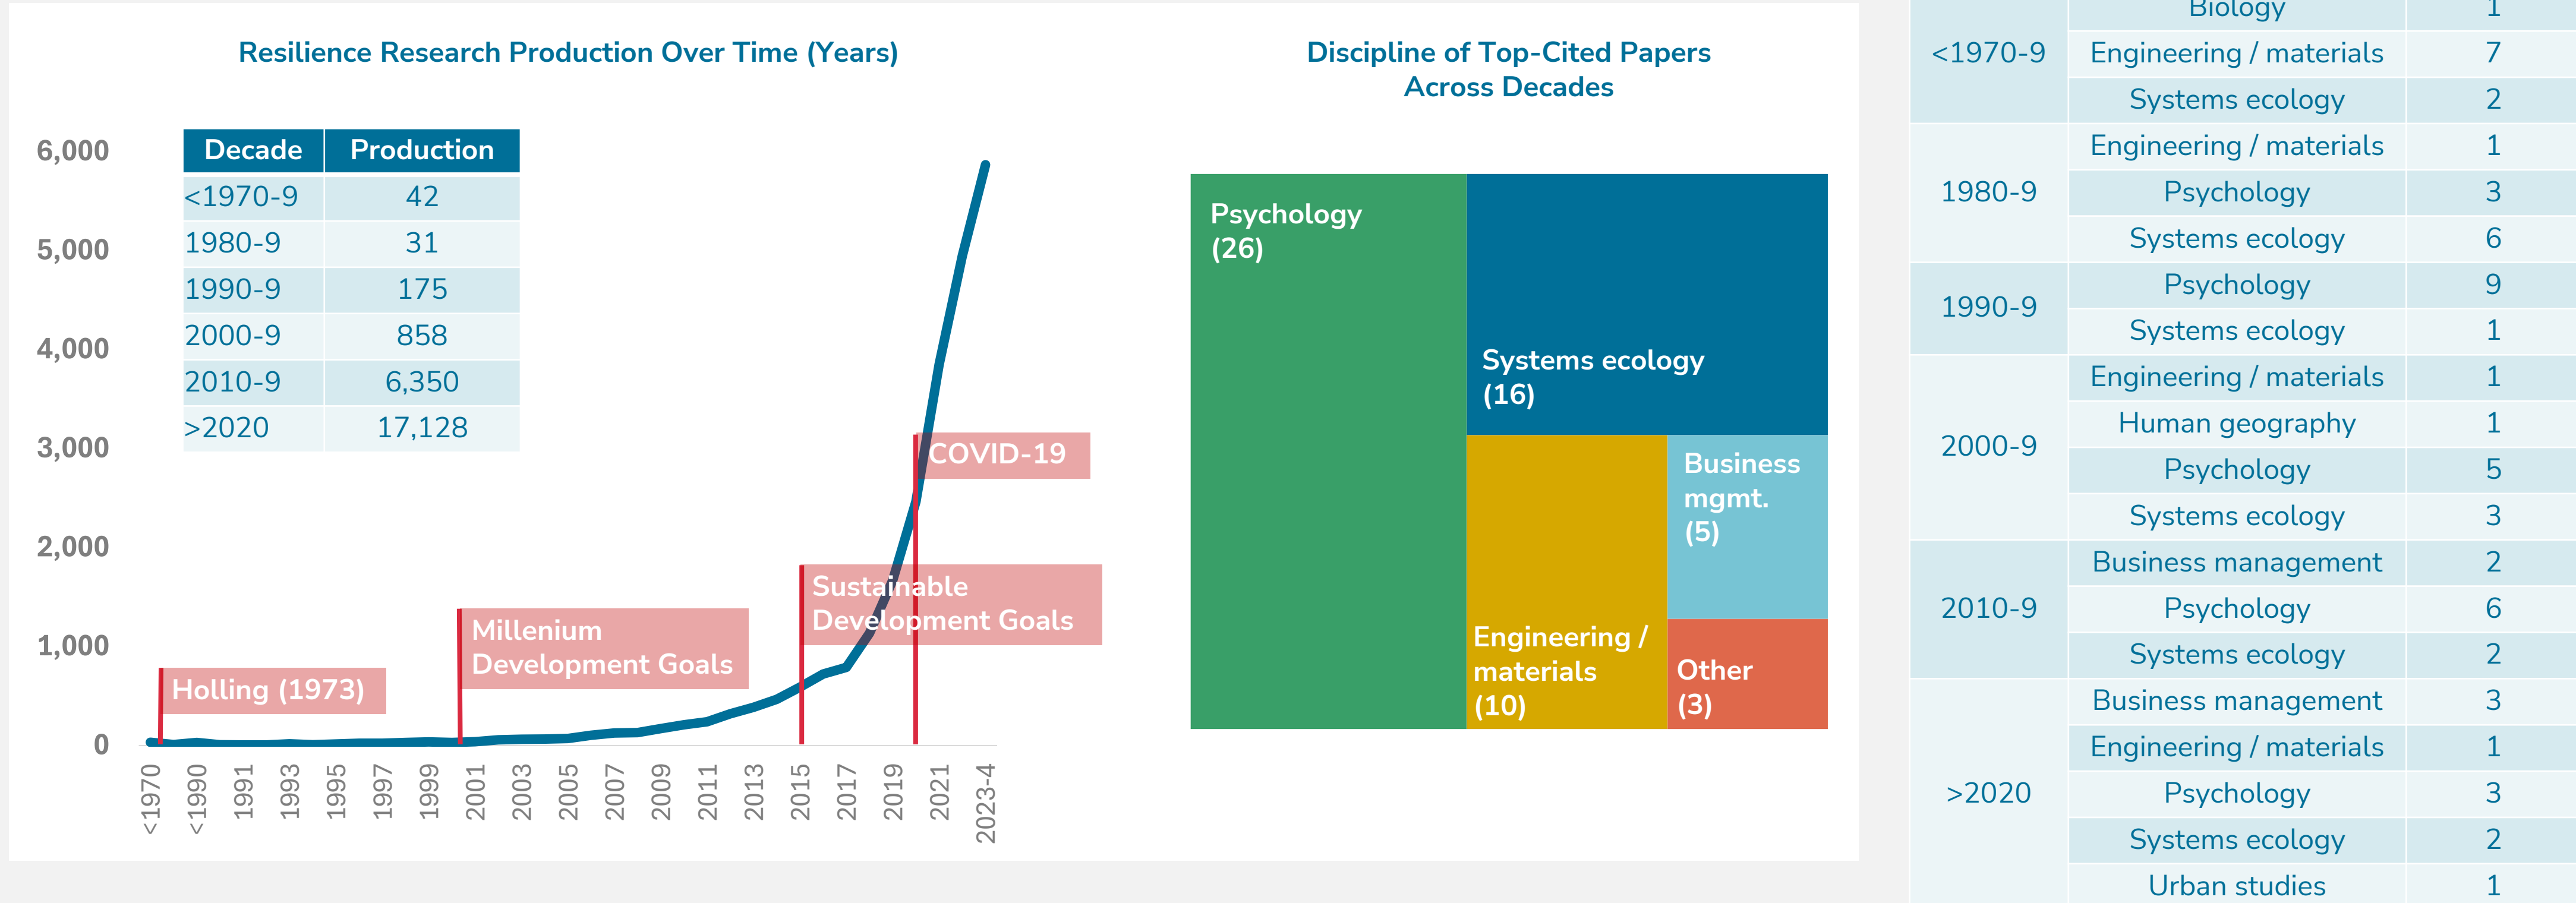 Resilience Research Production Over Time (Years)
6,000
5,000
4,000
3,000
2,000
1,000
0
Decade Production
<1970-9 42
1980-9 31
1990-9 175
2000-9 858
2010-9 6,350
>2020 17,128
COVID-19
Sustainable
Development Goals
Millenium
Development Goals
Holling (1973)
<1970 <1990 1991 1993 1995 1997 1999 2001 2003 2005 2007 2009 2011 2013 2015 2017 2019 2021 2023-4
Discipline of Top-Cited Papers
Across Decades
Psychology
(26)
Systems ecology
(16)
Engineering /
materials
(10)
Business
mgmt.
(5)
Other
(3)
Biology 1
<1970-9 Engineering / materials 7
Systems ecology 2
Engineering / materials 1
1980-9 Psychology 3
Systems ecology 6
1990-9
Psychology 9
Systems ecology 1
2000-9
Engineering / materials 1
Human geography 1
Psychology 5
Systems ecology 3
Business management 2
2010-9 Psychology 6
Systems ecology 2
Business management 3
Engineering / materials 1
>2020 Psychology 3
Systems ecology 2
Urban studies 1